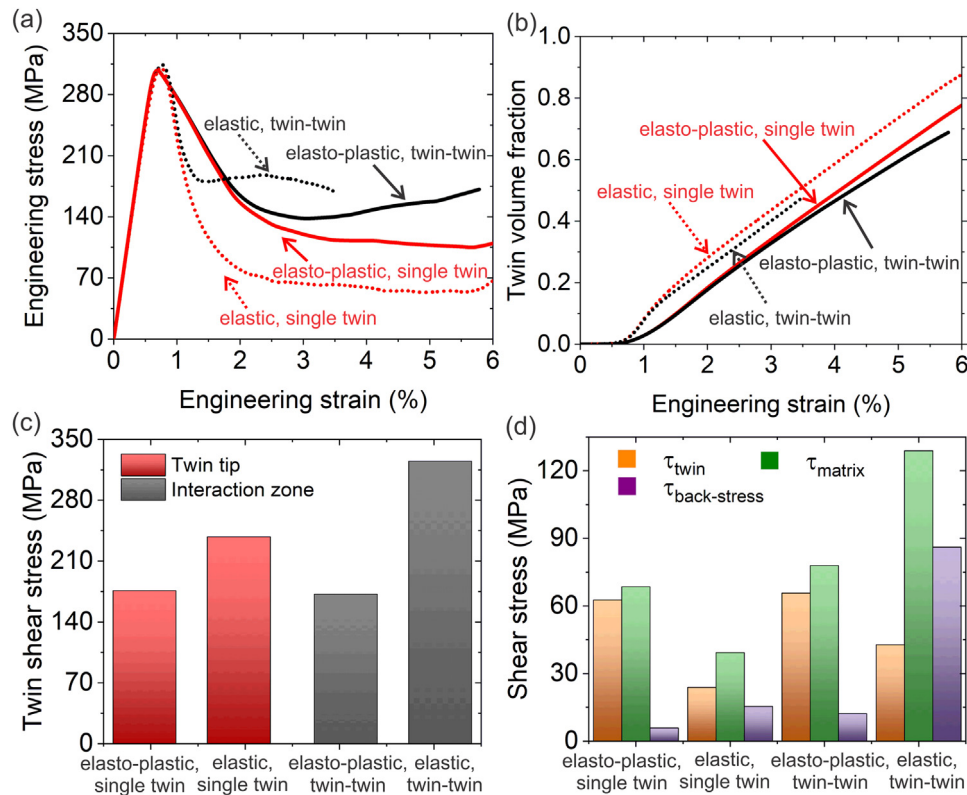 (a)
350
280
210
140
70
0
Engineering stress (MPa)
elastic, twin-twin
elasto-plastic, twin-twin
elasto-plastic, single twin
elastic, single twin
0 1 2 3 4 5 6
Engineering strain (%)
(b)
1.0
0.8
0.6
0.4
0.2
0.0
Twin volume fraction
elasto-plastic, single twin
elastic, single twin
elasto-plastic, twin-twin
elastic, twin-twin
0 1 2 3 4 5 6
Engineering strain (%)
(c)
350
280
210
140
70
0
Twin shear stress (MPa)
Twin tip
Interaction zone
elasto-plastic,
single twin
elastic,
single twin
elasto-plastic,
twin-twin
elastic,
twin-twin
(d)
120
90
60
30
0
Shear stress (MPa)
τtwin
τmatrix
τback-stress
elasto-plastic,
single twin
elastic,
single twin
elasto-plastic,
twin-twin
elastic,
twin-twin